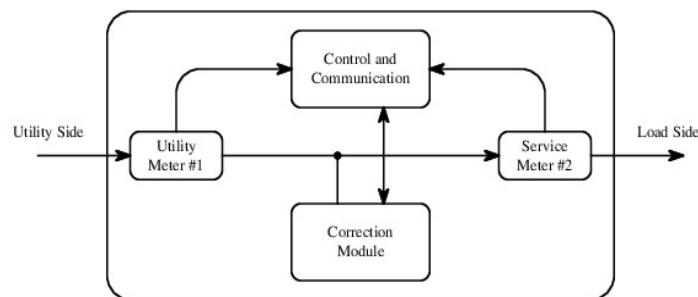 Control and
Communication
Utility Side
Utility
Meter #1
Service
Meter #2
Load Side
Correction
Module